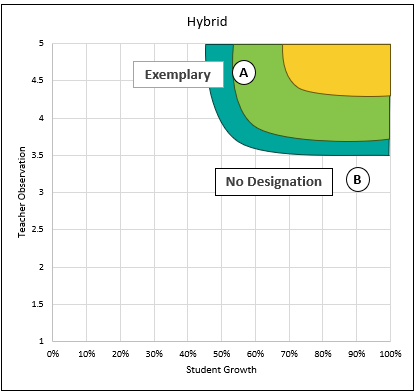 Hybrid
5
4.5
4
3.5
3
2.5
2
1.5
1
Teacher Observation
Exemplary
A
No Designation
B
0% 10% 20% 30% 40% 50% 60% 70% 80% 90% 100%
Student Growth